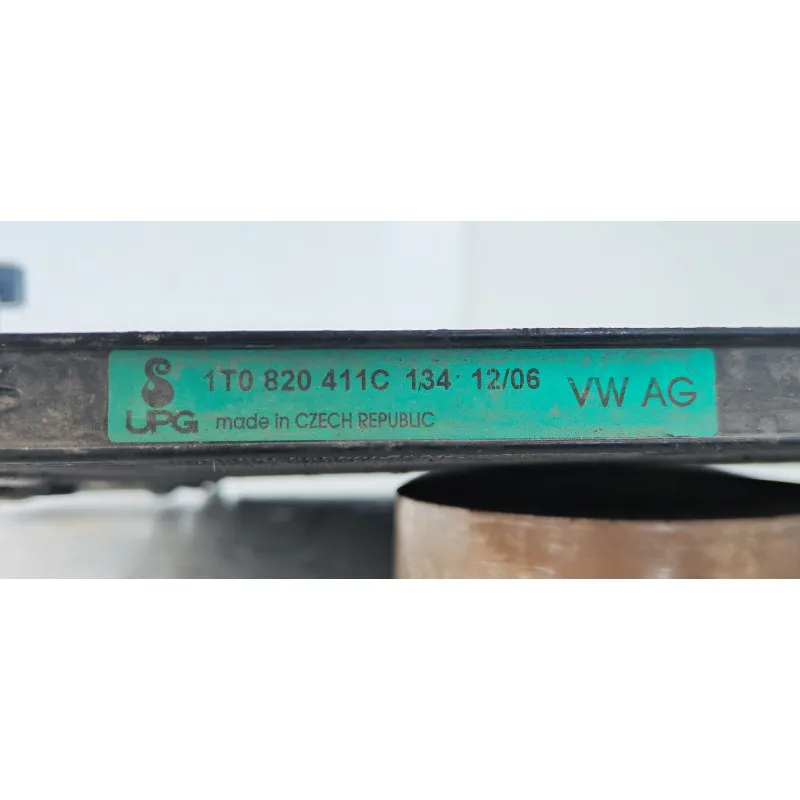 1T0 820 411C 134 12/06
VW AG
UPG made in CZECH REPUBLIC